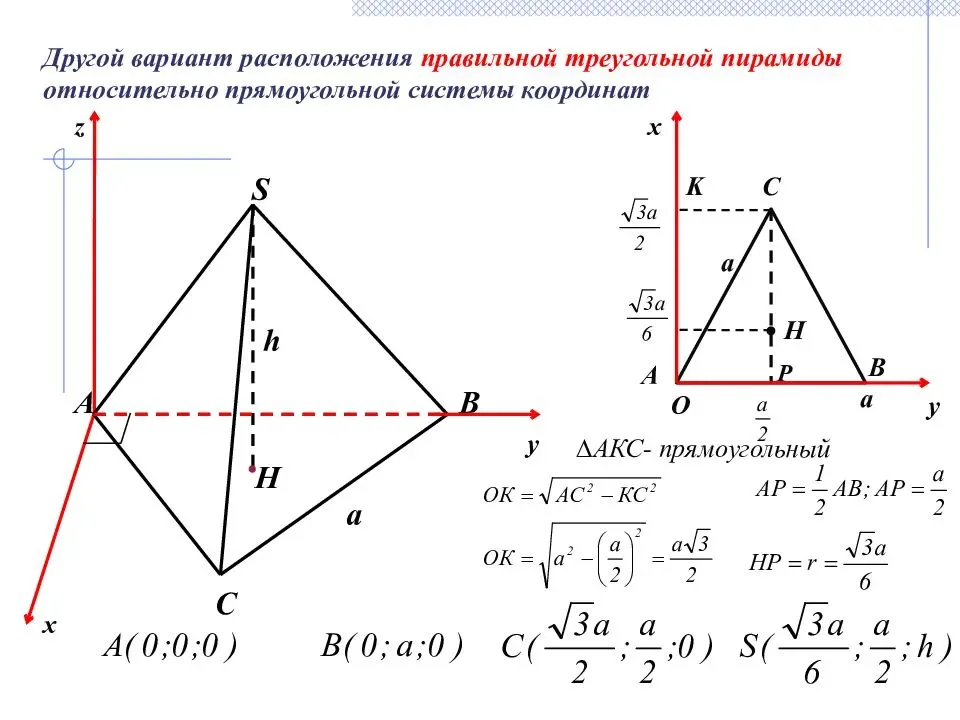 Другой вариант расположения правильной треугольной пирамиды
относительно прямоугольной системы координат
z
S
h
A
B
y
H
a
C
x
x
K
C
√3a/2
a
√3a/6
H
A
P
B
O
a/2
a
y
ΔАКС- прямоугольный
OK = √(AC² – KC²)
AP = 1/2 AB; AP = a/2
OK = √(a² – (a/2)²) = a√3/2
HP = r = √3a/6
A( 0;0;0 )
B( 0; a;0 )
C( √3a/2 ; a/2 ;0 )
S( √3a/6 ; a/2 ; h )